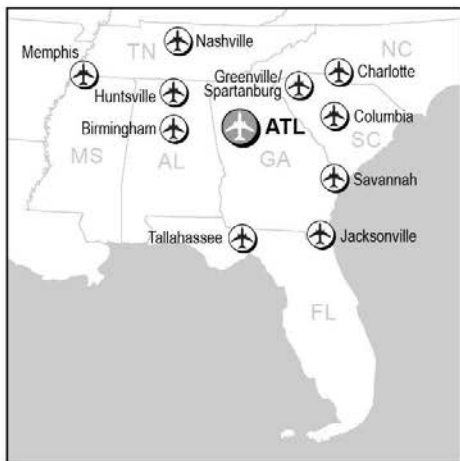 TN
Nashville
NC
Memphis
Greenville/
Spartanburg
Charlotte
Huntsville
Columbia
Birmingham
ATL
SC
MS
AL
GA
Savannah
Tallahassee
Jacksonville
FL